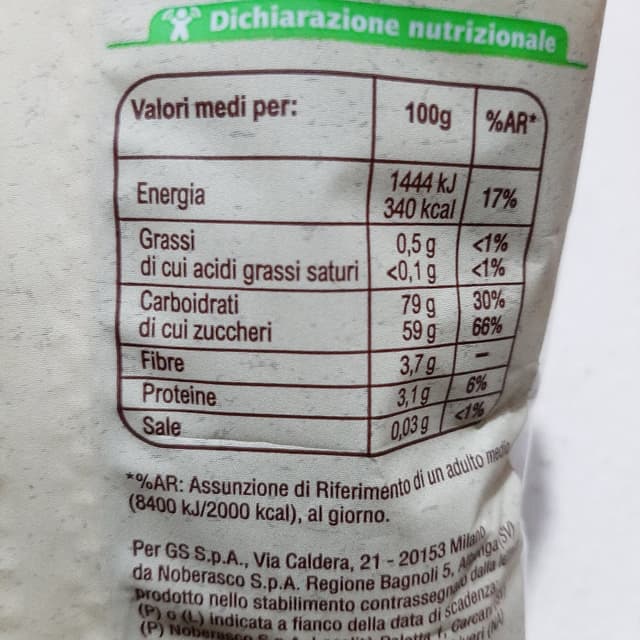 Dichiarazione nutrizionale
Valori medi per: 100g %AR*
Energia 1444 kJ 340 kcal 17%
Grassi 0,5 g <1%
di cui acidi grassi saturi <0,1 g <1%
Carboidrati 79 g 30%
di cui zuccheri 59 g 66%
Fibre 3,7 g –
Proteine 3,1 g 6%
Sale 0,03 g <1%
*%AR: Assunzione di Riferimento di un adulto medio
(8400 kJ/2000 kcal), al giorno.
Per GS S.p.A., Via Caldera, 21 - 20153 Milano
da Noberasco S.p.A. Regione Bagnoli 5, (SV)
prodotto nello stabilimento contrassegnato dalla
(P) o (L) indicata a fianco della data di scadenza:
(P) Noberasco